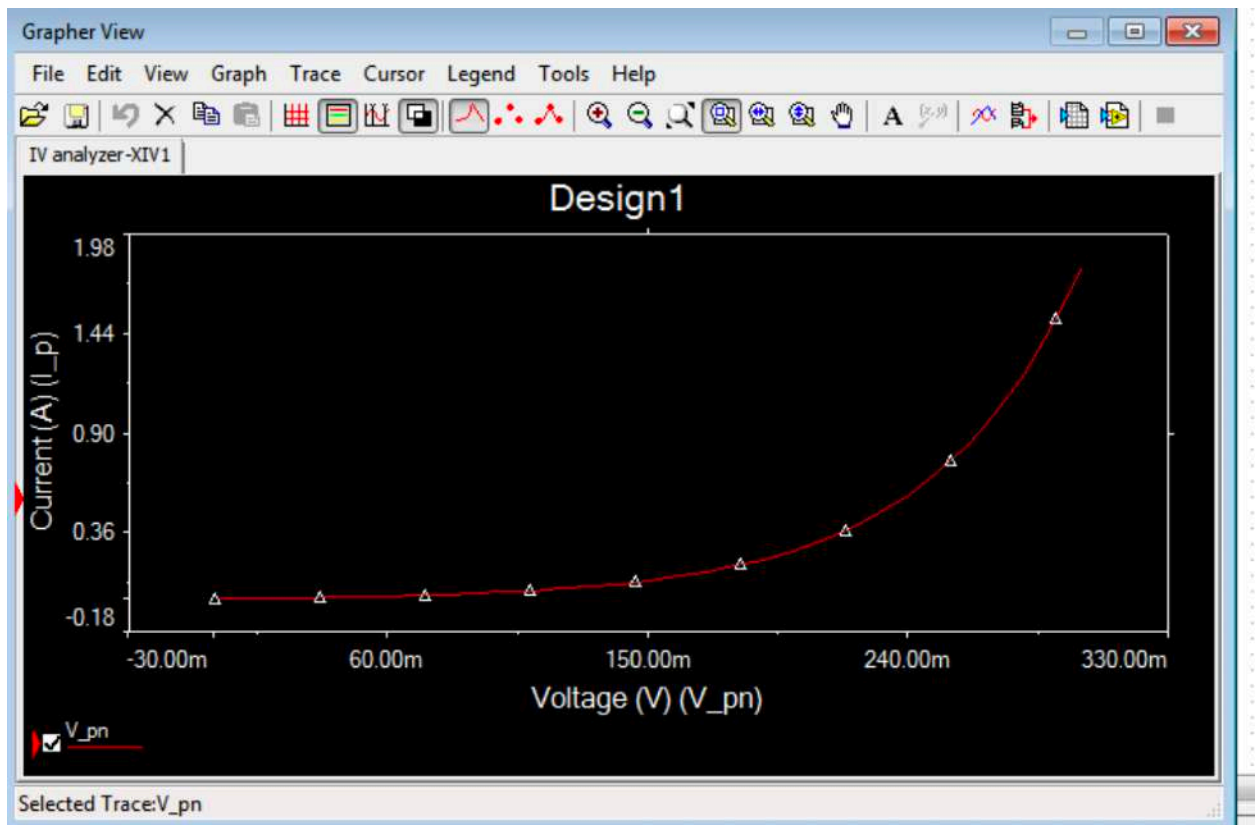 Grapher View
File Edit View Graph Trace Cursor Legend Tools Help
A (x,y)
IV analyzer-XIV1
Design1
1.98
1.44
0.90
0.36
-0.18
Current (A) (I_p)
-30.00m 60.00m 150.00m 240.00m 330.00m
Voltage (V) (V_pn)
V_pn
Selected Trace:V_pn